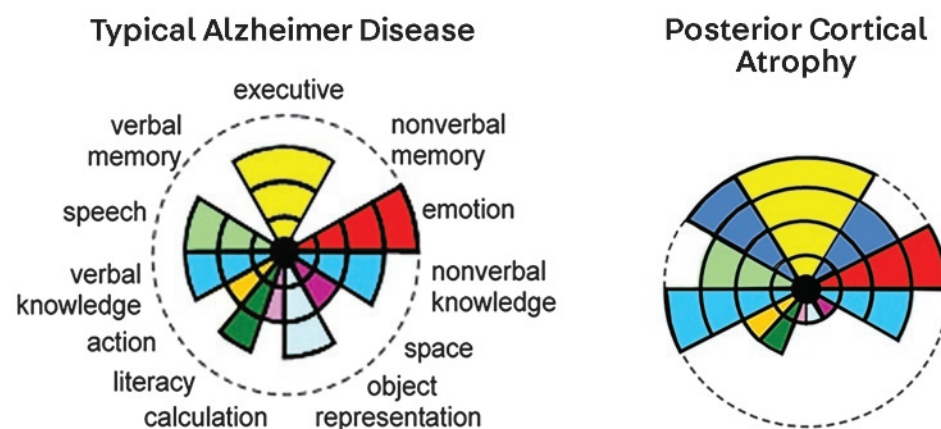 Typical Alzheimer Disease
Posterior Cortical
Atrophy
executive
verbal
memory
nonverbal
memory
speech
emotion
verbal
knowledge
nonverbal
knowledge
action
space
literacy
object
representation
calculation